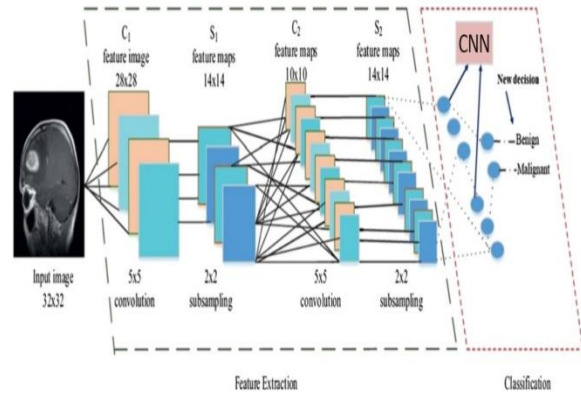 C1
feature image
28x28
S1
feature maps
14x14
C2
feature maps
10x10
S2
feature maps
14x14
CNN
New decision
Benign
Malignant
Input image
32x32
5x5
convolution
2x2
subsampling
5x5
convolution
2x2
subsampling
Feature Extraction
Classification